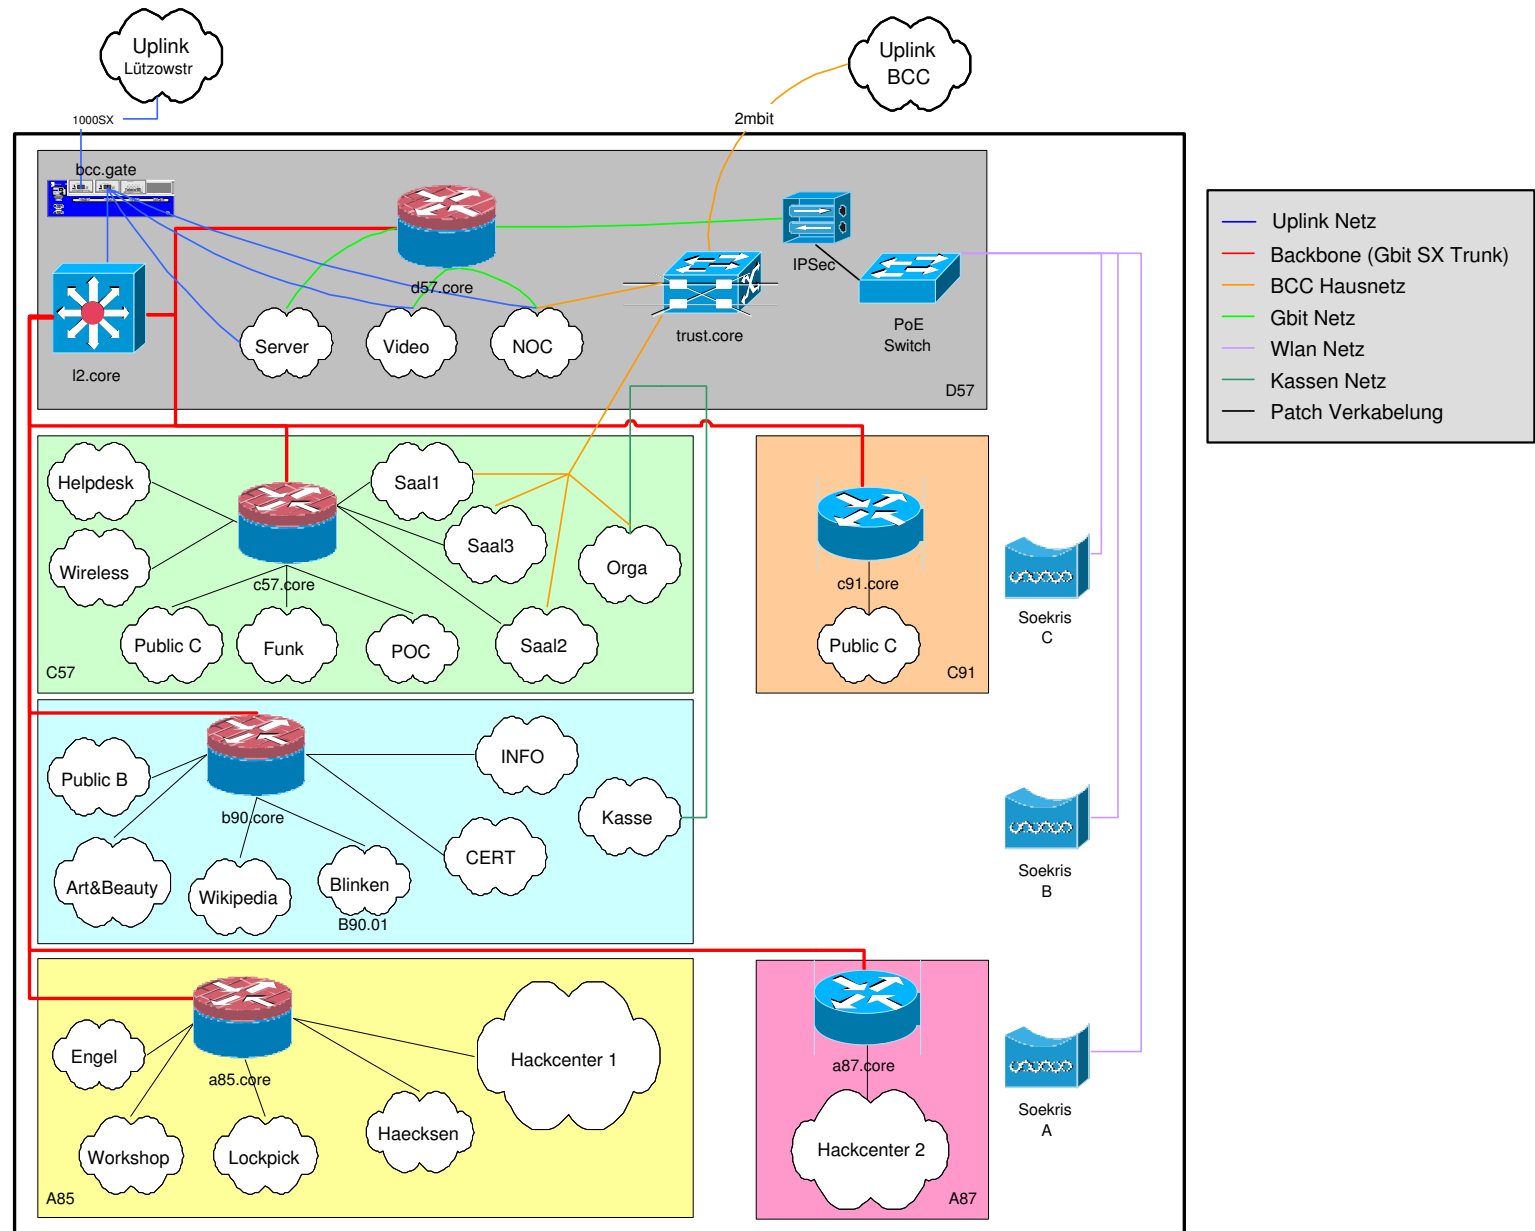 Uplink
Lützowstr
Uplink
BCC
1000SX
2mbit
bcc.gate
d57.core
IPSec
PoE
Switch
trust.core
l2.core
Server
Video
NOC
D57
Uplink Netz
Backbone (Gbit SX Trunk)
BCC Hausnetz
Gbit Netz
Wlan Netz
Kassen Netz
Patch Verkabelung
Helpdesk
Wireless
c57.core
Saal1
Saal3
Orga
Public C
Funk
POC
Saal2
C57
c91.core
Public C
C91
Soekris
C
Public B
b90.core
INFO
Kasse
CERT
Art&Beauty
Wikipedia
Blinken
B90.01
Soekris
B
Engel
a85.core
Hackcenter 1
Workshop
Lockpick
Haecksen
A85
a87.core
Hackcenter 2
A87
Soekris
A